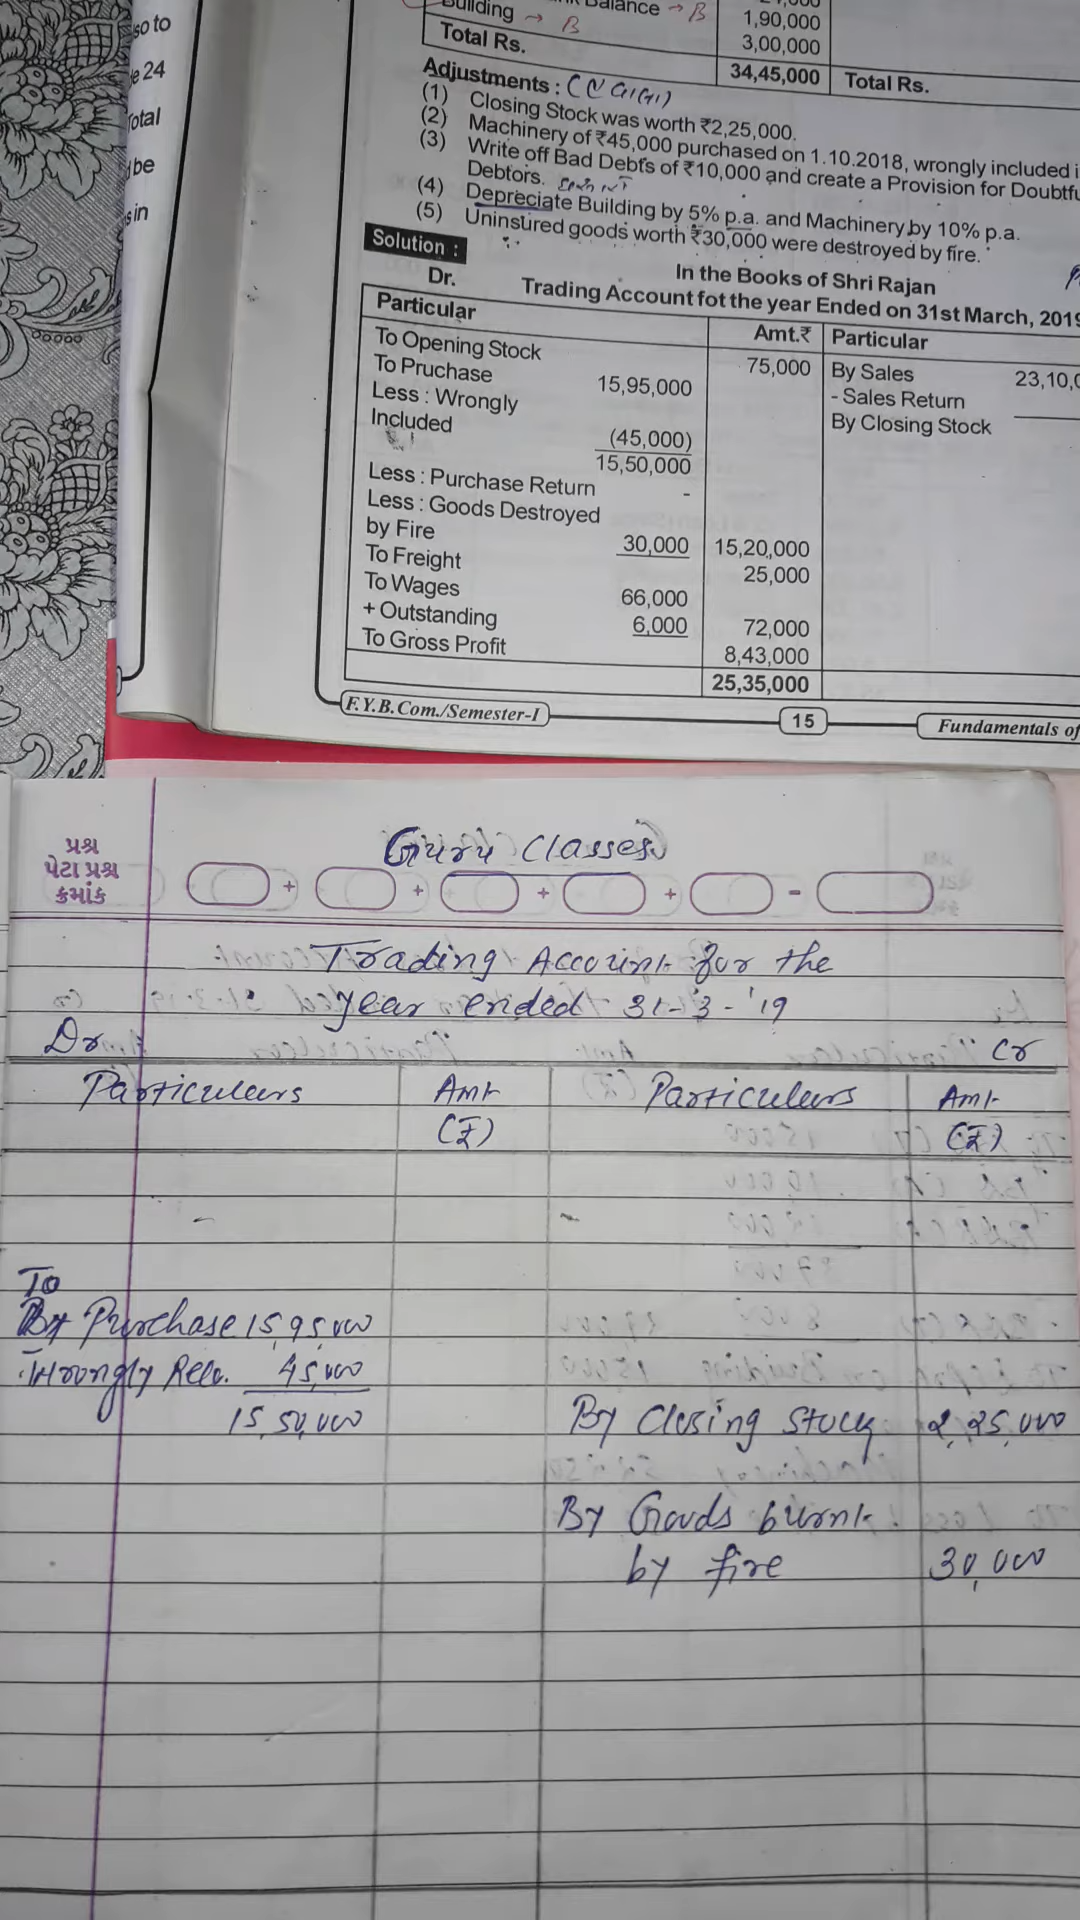 so to
e 24
Total
be
s in
Building → B
Balance → B
1,90,000
3,00,000
Total Rs. 34,45,000 Total Rs.
Adjustments :
(1) Closing Stock was worth ₹2,25,000.
(2) Machinery of ₹45,000 purchased on 1.10.2018, wrongly included i
(3) Write off Bad Debts of ₹10,000 and create a Provision for Doubtfu
Debtors.
(4) Depreciate Building by 5% p.a. and Machinery by 10% p.a.
(5) Uninsured goods worth ₹30,000 were destroyed by fire.
Solution :
In the Books of Shri Rajan
Dr. Trading Account fot the year Ended on 31st March, 2019
Particular Amt.₹ Particular
To Opening Stock 75,000 By Sales 23,10,0
To Pruchase 15,95,000 - Sales Return
Less : Wrongly By Closing Stock
Included (45,000)
15,50,000
Less : Purchase Return -
Less : Goods Destroyed
by Fire 30,000 15,20,000
To Freight 25,000
To Wages 66,000
+ Outstanding 6,000 72,000
To Gross Profit 8,43,000
25,35,000
F.Y.B.Com./Semester-I 15 Fundamentals of
પ્રશ્ન
પેટા પ્રશ્ન
ક્રમાંક
Guru Classes
+ + + + =
Trading Account for the
year ended 31-3-'19
Dr Cr
Particulars Amt Particulars Amt
(₹) (₹)
To
By Purchase 15,95,000
Wrongly 45,000
15,50,000 By Closing Stock 2,25,000
By Goods burnt
by fire 30,000